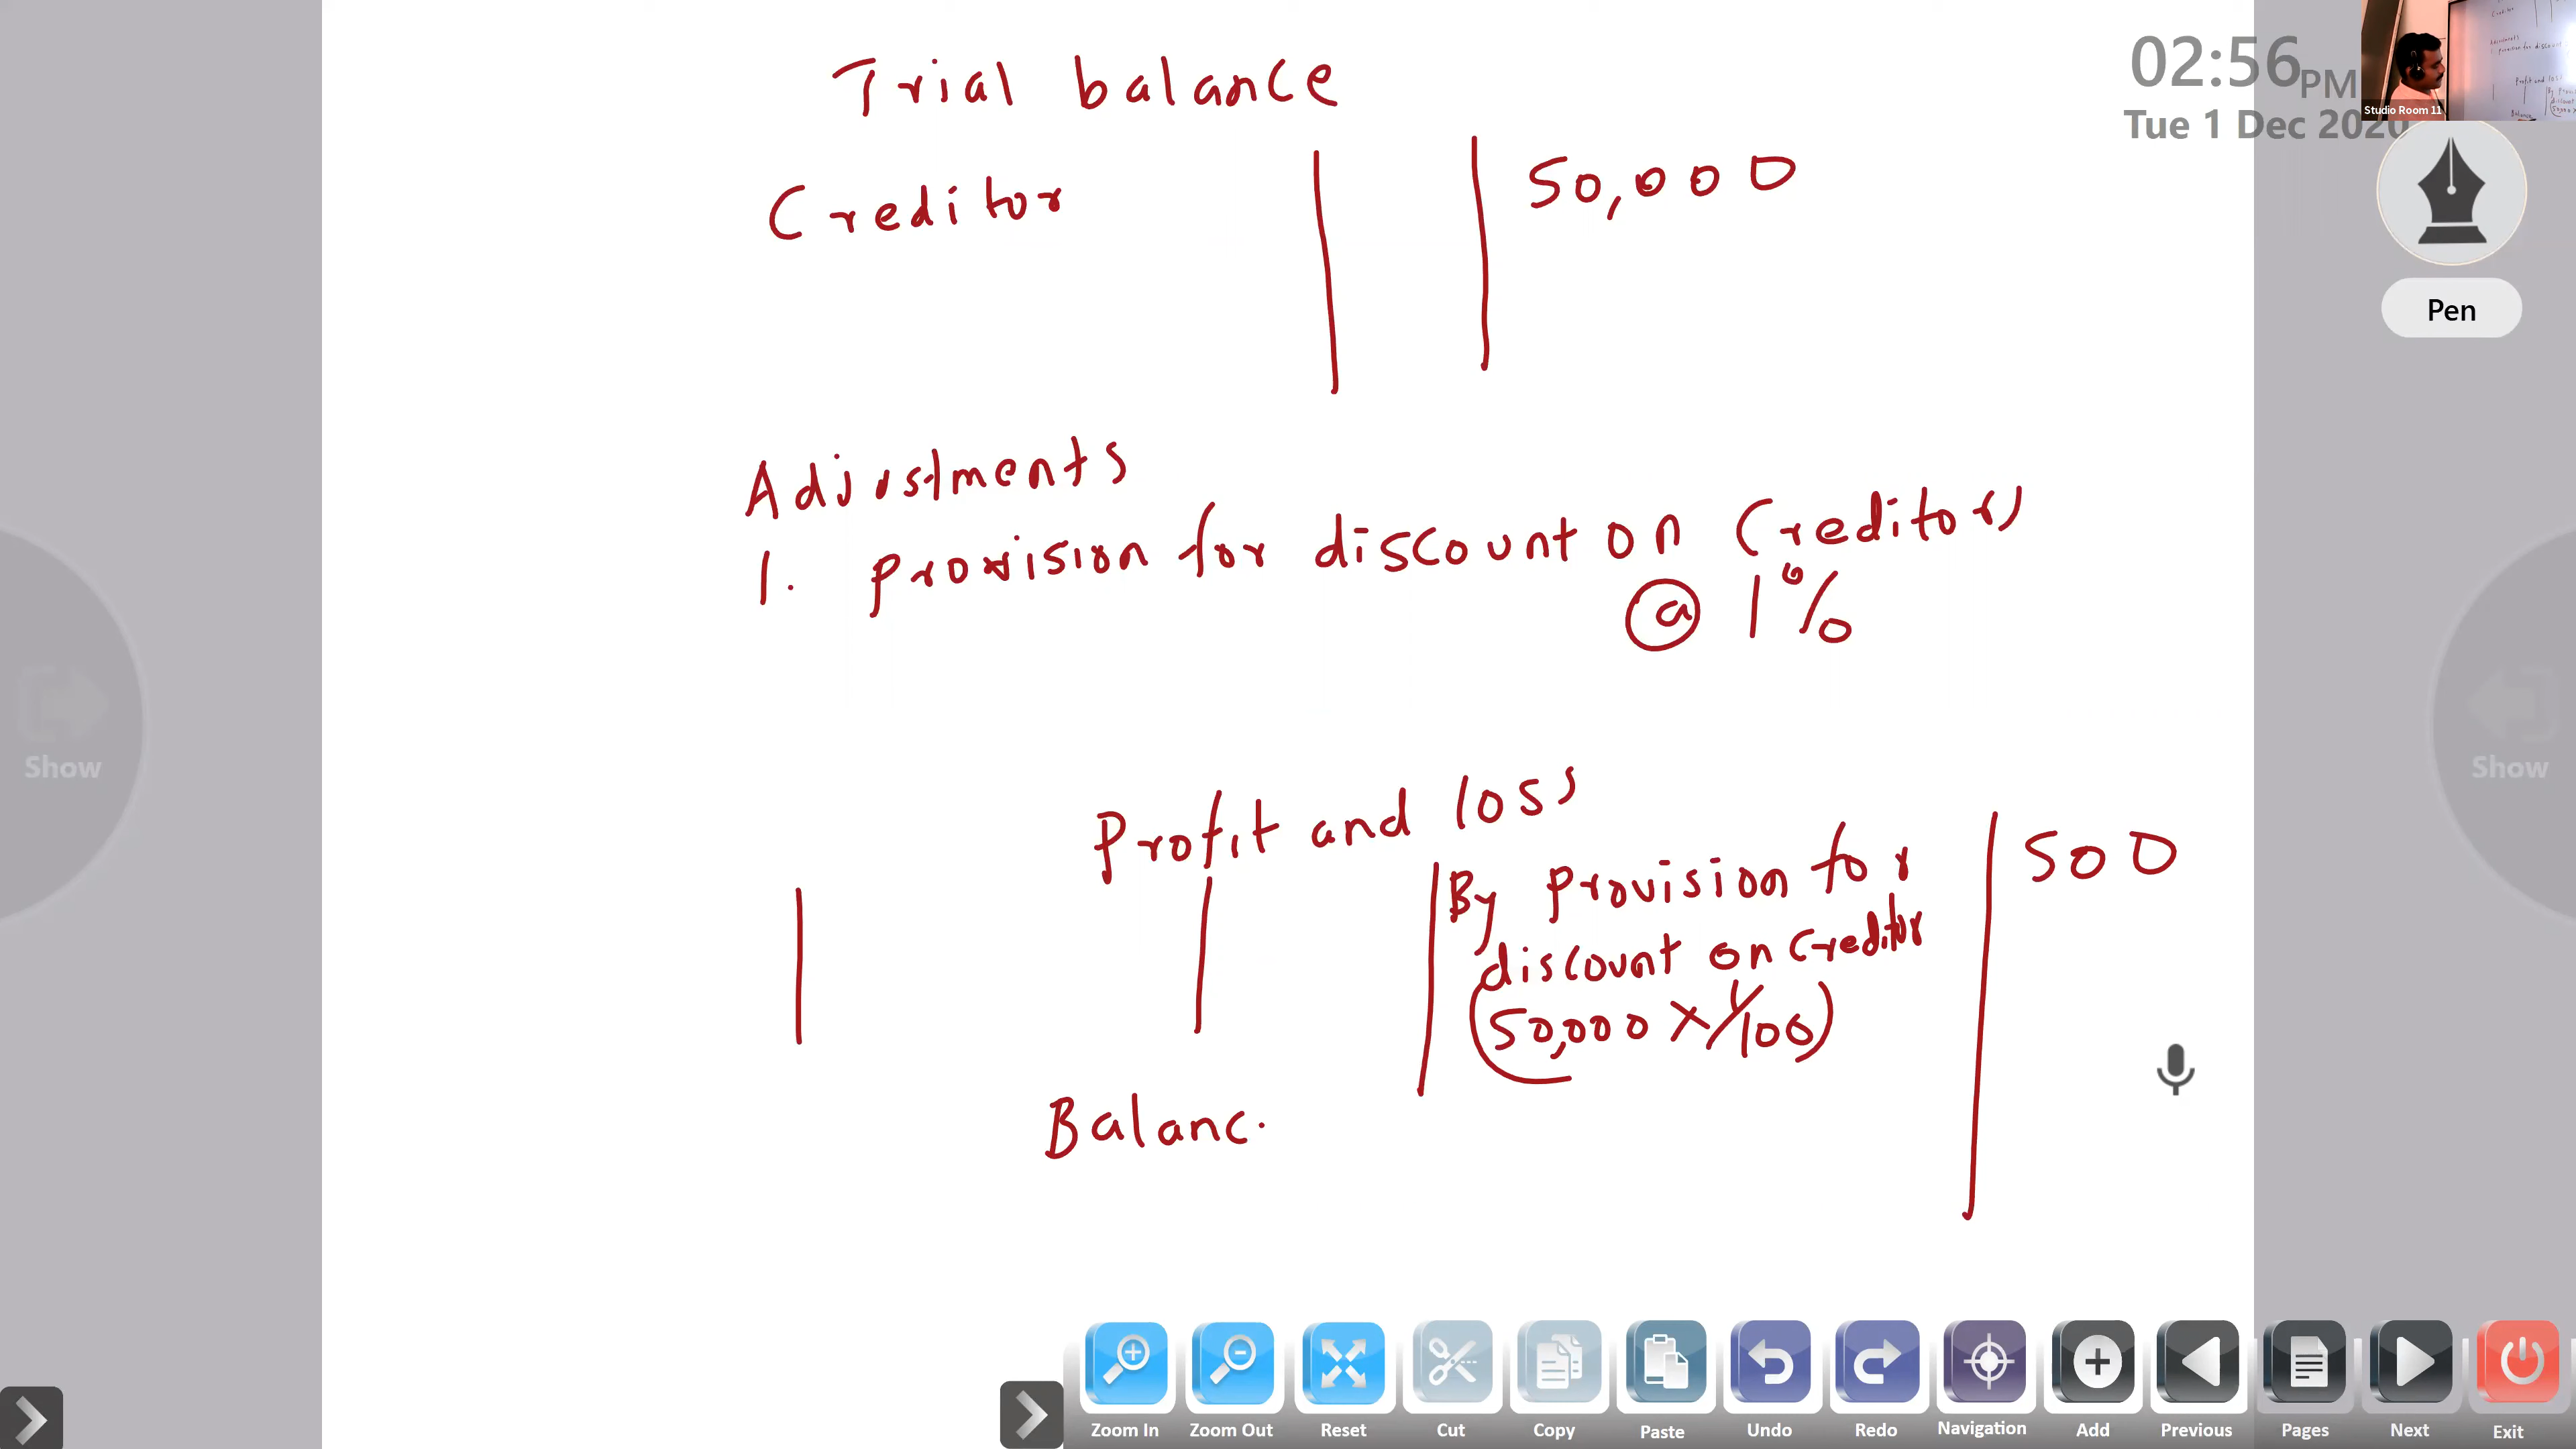 Trial balance
Creditor 50,000
Adjustments
1. provision for discount on Creditors
@ 1%
Profit and loss
By provision for 500
discount on creditor
(50,000 X 1/100)
Balanc
02:56 PM
Tue 1 Dec 2020
Studio Room 11
Pen
Show
Show
Zoom In Zoom Out Reset Cut Copy Paste Undo Redo Navigation Add Previous Pages Next Exit